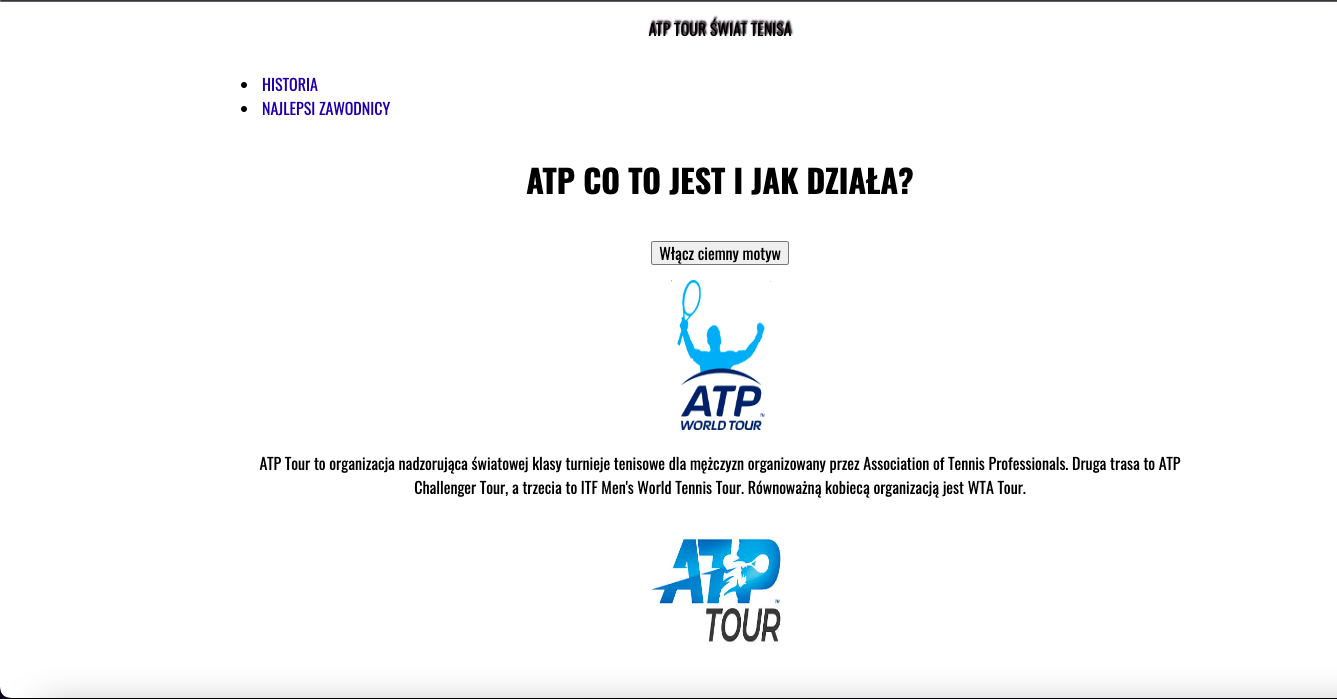 ATP TOUR ŚWIAT TENISA
HISTORIA
NAJLEPSI ZAWODNICY
ATP CO TO JEST I JAK DZIAŁA?
Włącz ciemny motyw
ATP
WORLD TOUR
ATP Tour to organizacja nadzorująca światowej klasy turnieje tenisowe dla mężczyzn organizowany przez Association of Tennis Professionals. Druga trasa to ATP
Challenger Tour, a trzecia to ITF Men's World Tennis Tour. Równoważną kobiecą organizacją jest WTA Tour.
ATP
TOUR